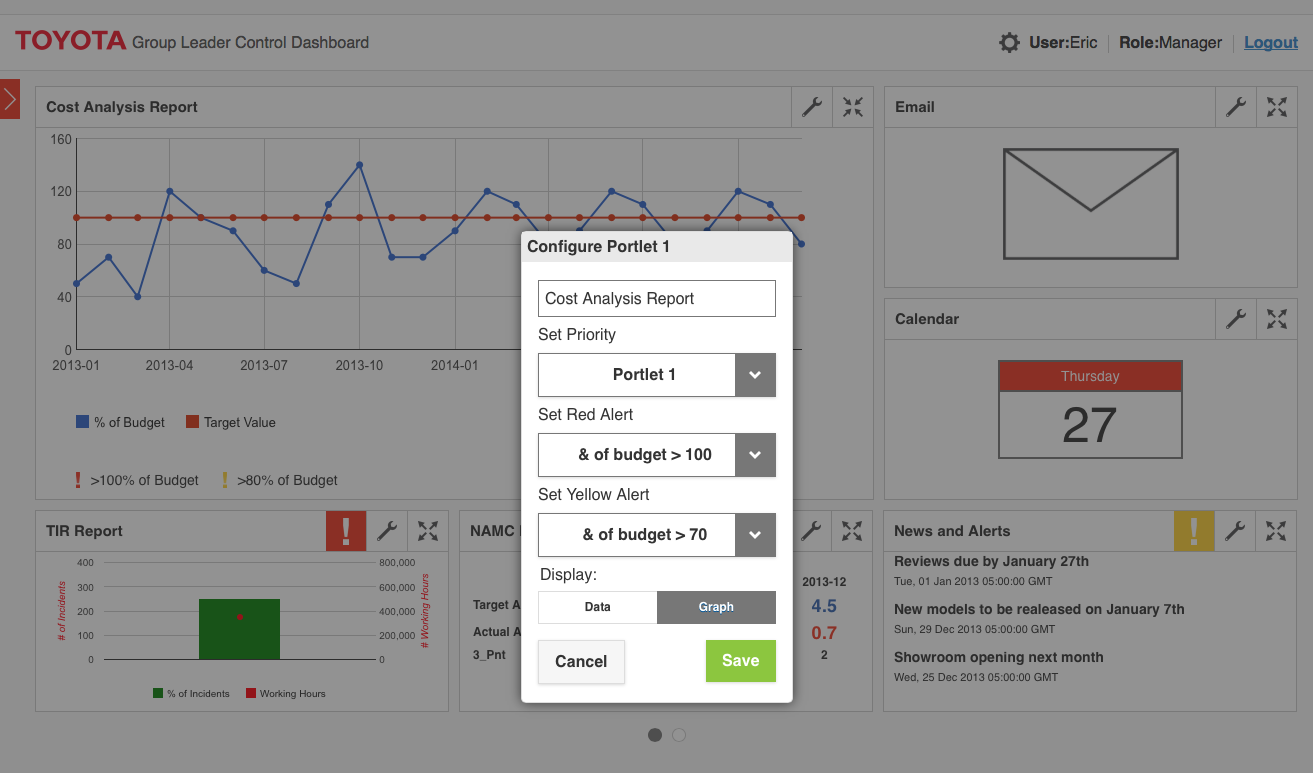 TOYOTA Group Leader Control Dashboard
User:Eric
Role:Manager
Logout
Cost Analysis Report
160
120
80
40
0
2013-01
2013-04
2013-07
2013-10
2014-01
% of Budget
Target Value
>100% of Budget
>80% of Budget
Email
Calendar
Thursday
27
Configure Portlet 1
Cost Analysis Report
Set Priority
Portlet 1
Set Red Alert
& of budget > 100
Set Yellow Alert
& of budget > 70
Display:
Data
Graph
Cancel
Save
TIR Report
400
300
200
100
0
# of Incidents
800,000
600,000
400,000
200,000
0
# Working Hours
% of Incidents
Working Hours
NAMC
2013-12
Target A
4.5
Actual A
0.7
3_Pnt
2
News and Alerts
Reviews due by January 27th
Tue, 01 Jan 2013 05:00:00 GMT
New models to be realeased on January 7th
Sun, 29 Dec 2013 05:00:00 GMT
Showroom opening next month
Wed, 25 Dec 2013 05:00:00 GMT